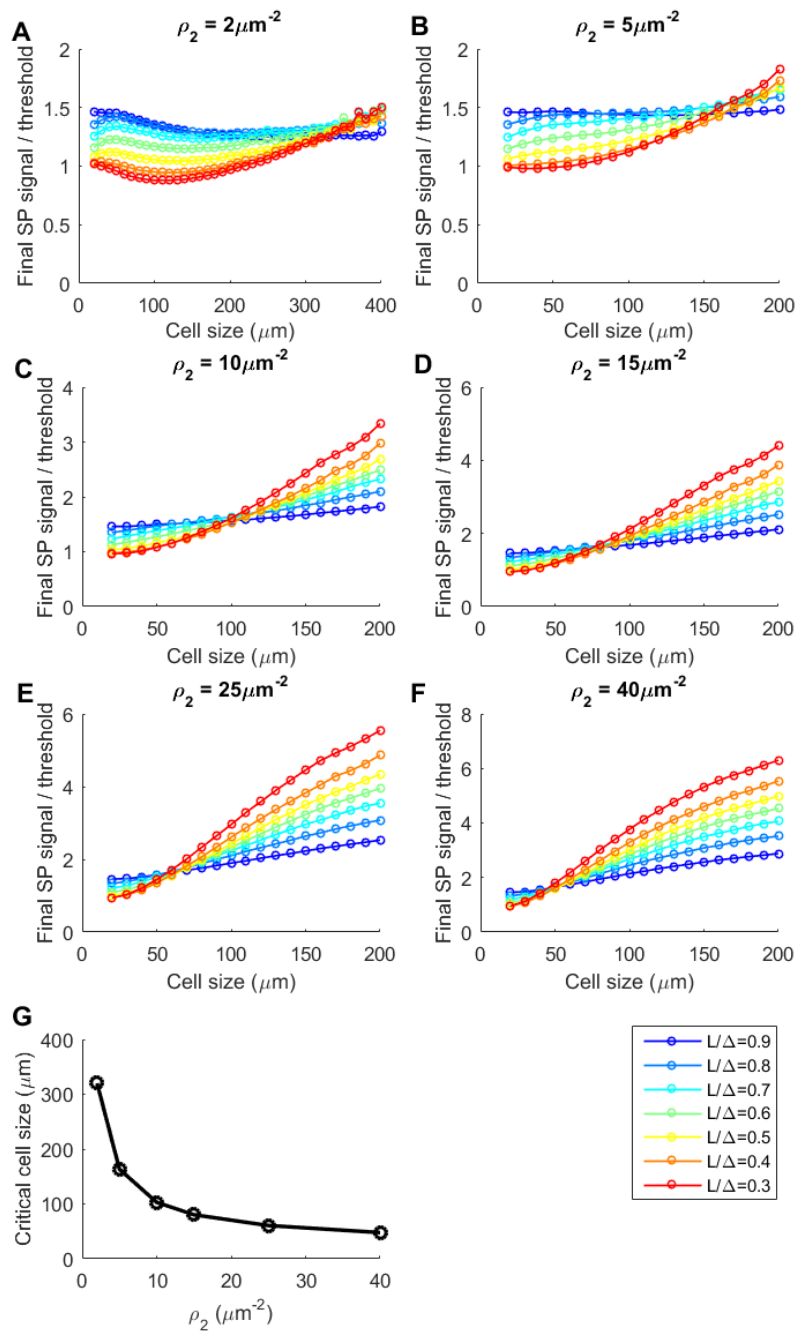 A
ρ2 = 2μm-2
Final SP signal / threshold
2
1.5
1
0.5
0
0 100 200 300 400
Cell size (μm)
B
ρ2 = 5μm-2
Final SP signal / threshold
2
1.5
1
0.5
0
0 50 100 150 200
Cell size (μm)
C
ρ2 = 10μm-2
Final SP signal / threshold
4
3
2
1
0
0 50 100 150 200
Cell size (μm)
D
ρ2 = 15μm-2
Final SP signal / threshold
6
4
2
0
0 50 100 150 200
Cell size (μm)
E
ρ2 = 25μm-2
Final SP signal / threshold
6
4
2
0
0 50 100 150 200
Cell size (μm)
F
ρ2 = 40μm-2
Final SP signal / threshold
8
6
4
2
0
0 50 100 150 200
Cell size (μm)
G
Critical cell size (μm)
400
300
200
100
0
0 10 20 30 40
ρ2 (μm-2)
L/Δ=0.9
L/Δ=0.8
L/Δ=0.7
L/Δ=0.6
L/Δ=0.5
L/Δ=0.4
L/Δ=0.3